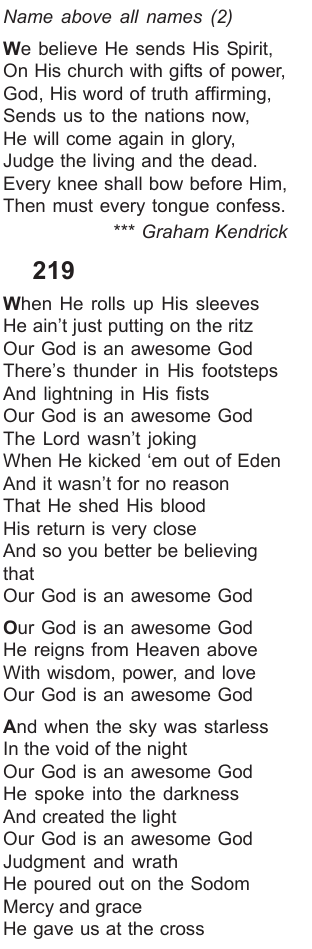 Name above all names (2)
We believe He sends His Spirit,
On His church with gifts of power,
God, His word of truth affirming,
Sends us to the nations now,
He will come again in glory,
Judge the living and the dead.
Every knee shall bow before Him,
Then must every tongue confess.
*** Graham Kendrick
219
When He rolls up His sleeves
He ain’t just putting on the ritz
Our God is an awesome God
There’s thunder in His footsteps
And lightning in His fists
Our God is an awesome God
The Lord wasn’t joking
When He kicked ‘em out of Eden
And it wasn’t for no reason
That He shed His blood
His return is very close
And so you better be believing
that
Our God is an awesome God
Our God is an awesome God
He reigns from Heaven above
With wisdom, power, and love
Our God is an awesome God
And when the sky was starless
In the void of the night
Our God is an awesome God
He spoke into the darkness
And created the light
Our God is an awesome God
Judgment and wrath
He poured out on the Sodom
Mercy and grace
He gave us at the cross